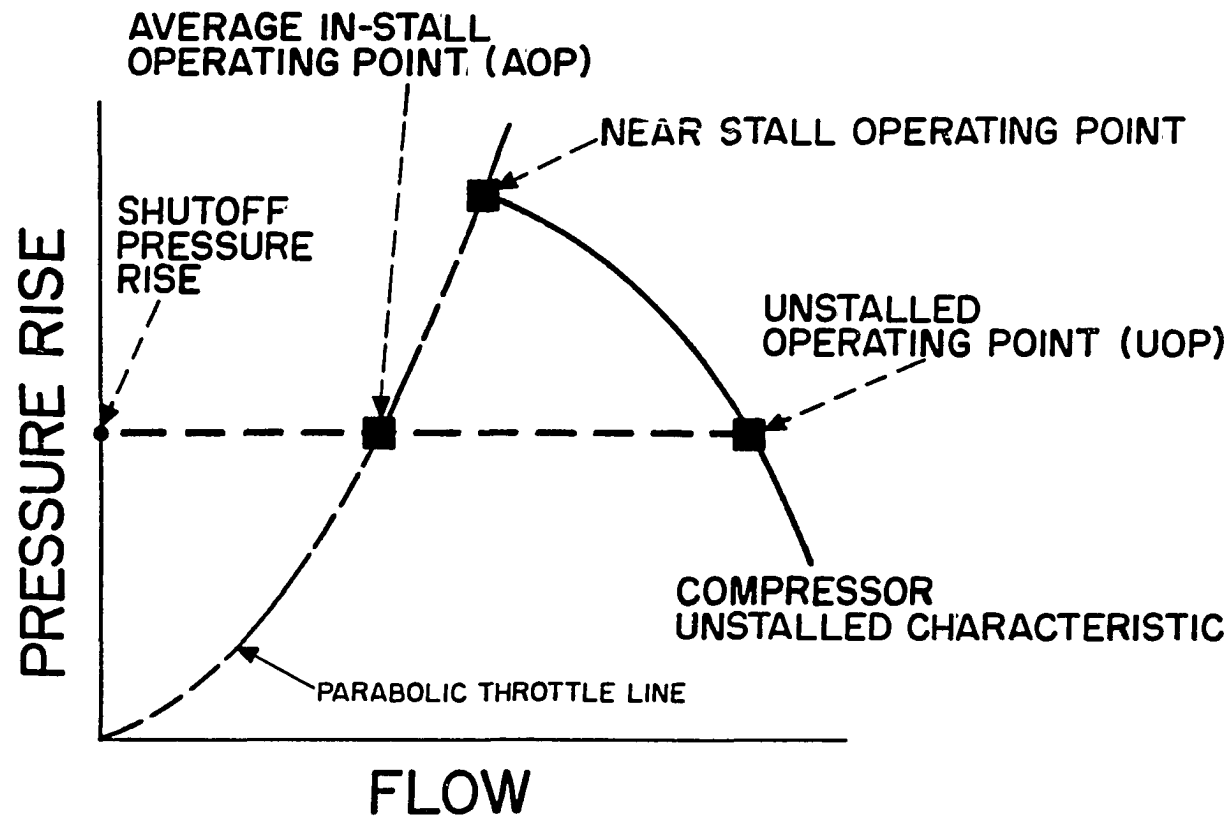 AVERAGE IN-STALL
OPERATING POINT (AOP)
NEAR STALL OPERATING POINT
SHUTOFF
PRESSURE
RISE
UNSTALLED
OPERATING POINT (UOP)
PRESSURE RISE
COMPRESSOR
UNSTALLED CHARACTERISTIC
PARABOLIC THROTTLE LINE
FLOW